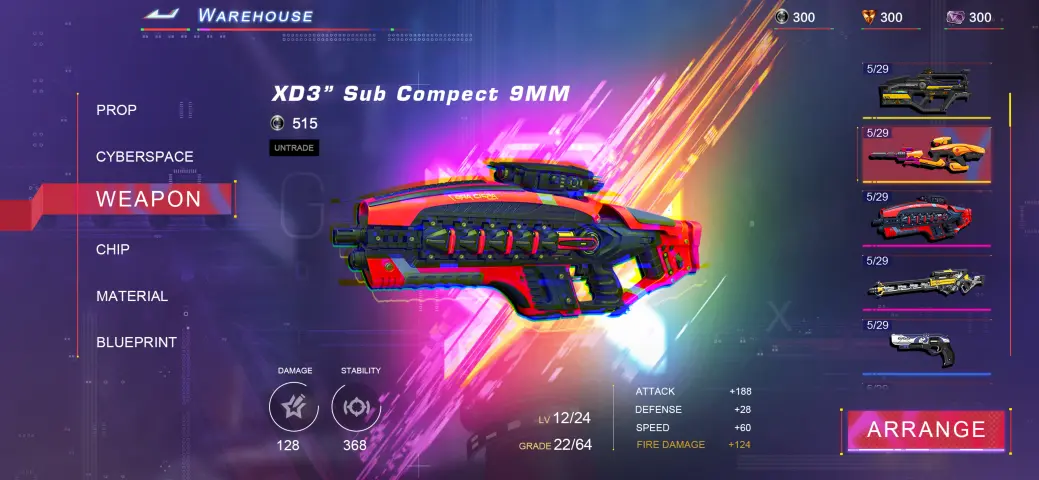 WAREHOUSE
300
300
300
XD3” Sub Compect 9MM
515
UNTRADE
PROP
CYBERSPACE
WEAPON
CHIP
MATERIAL
BLUEPRINT
5/29
5/29
5/29
5/29
5/29
DAMAGE
128
STABILITY
368
LV 12/24
GRADE 22/64
ATTACK +188
DEFENSE +28
SPEED +60
FIRE DAMAGE +124
ARRANGE